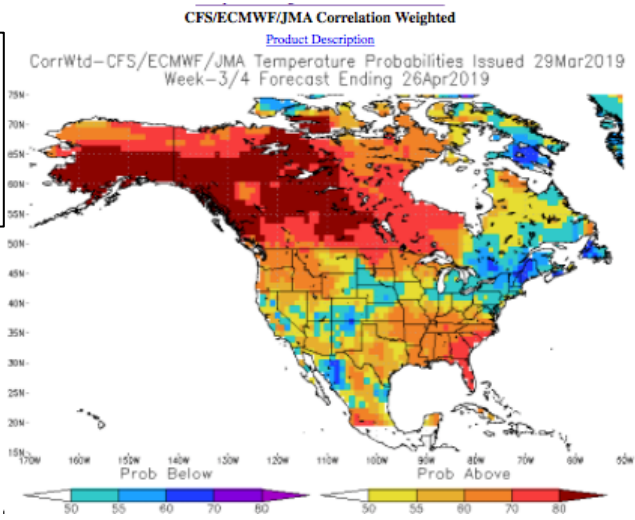 CFS/ECMWF/JMA Correlation Weighted
Product Description
CorrWtd-CFS/ECMWF/JMA Temperature Probabilities Issued 29Mar2019
Week-3/4 Forecast Ending 26Apr2019
75N
70N
65N
60N
55N
50N
45N
40N
35N
30N
25N
20N
15N
170W 160W 150W 140W 130W 120W 110W 100W 90W 80W 70W 60W 50W
Prob Below Prob Above
50 55 60 70 80 50 55 60 70 80